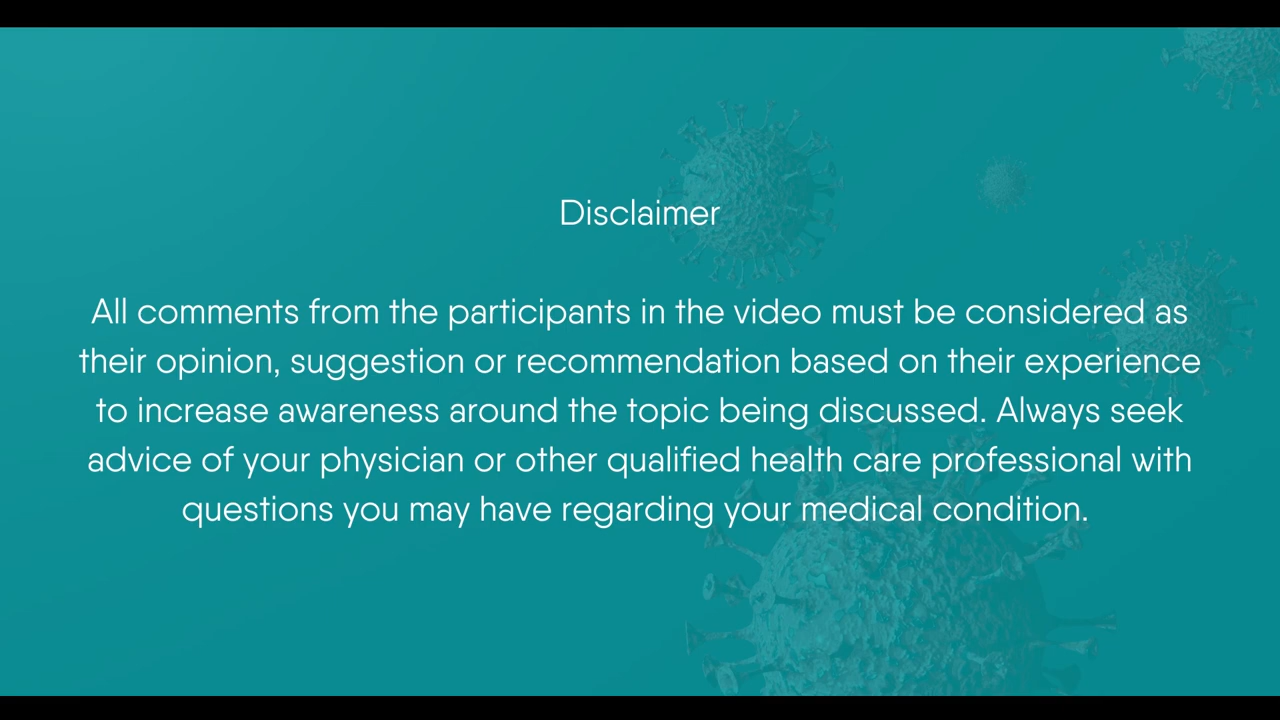 Disclaimer
All comments from the participants in the video must be considered as
their opinion, suggestion or recommendation based on their experience
to increase awareness around the topic being discussed. Always seek
advice of your physician or other qualified health care professional with
questions you may have regarding your medical condition.